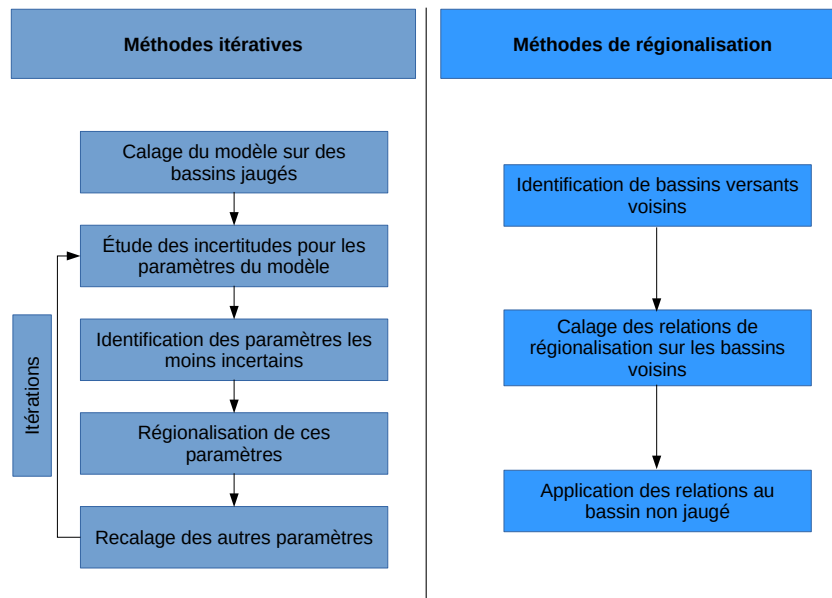 Méthodes itératives
Calage du modèle sur des
bassins jaugés
Étude des incertitudes pour les
paramètres du modèle
Identification des paramètres les
moins incertains
Régionalisation de ces
paramètres
Recalage des autres paramètres
Itérations
Méthodes de régionalisation
Identification de bassins versants
voisins
Calage des relations de
régionalisation sur les bassins
voisins
Application des relations au
bassin non jaugé